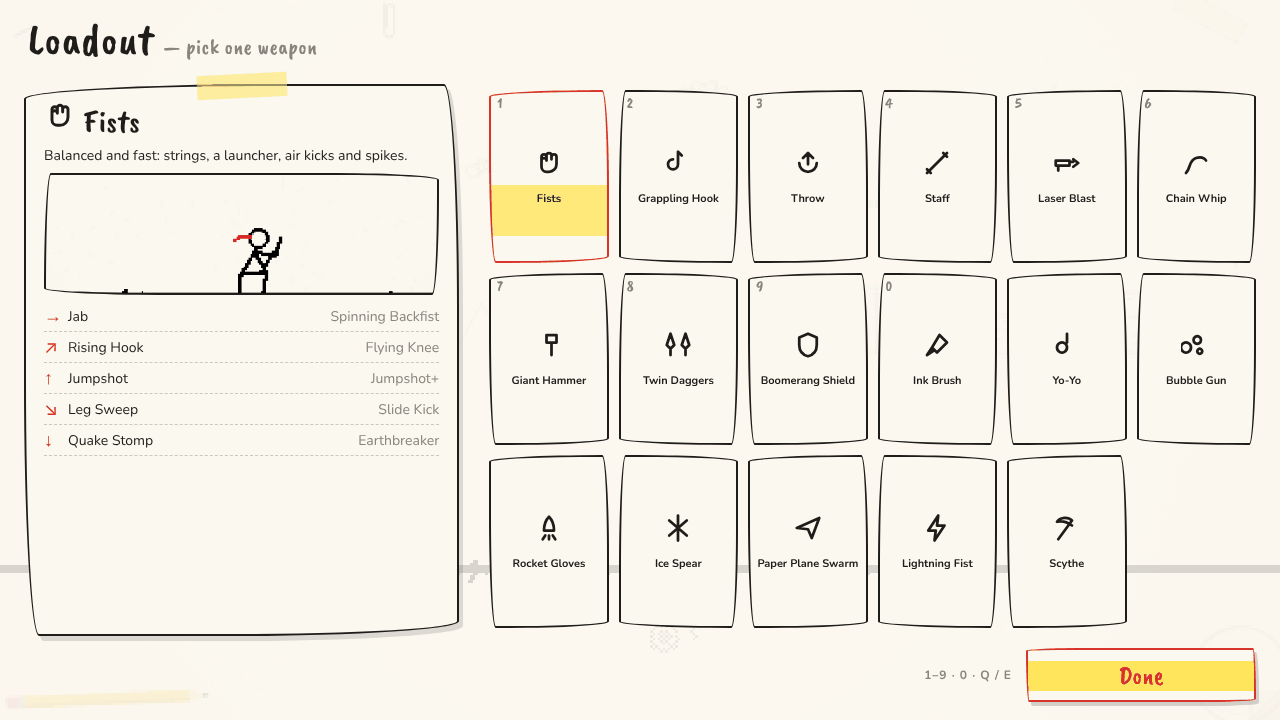 Loadout — pick one weapon
Fists
Balanced and fast: strings, a launcher, air kicks and spikes.
→ Jab Spinning Backfist
↗ Rising Hook Flying Knee
↑ Jumpshot Jumpshot+
↘ Leg Sweep Slide Kick
↓ Quake Stomp Earthbreaker
1 2 3 4 5 6
Fists Grappling Hook Throw Staff Laser Blast Chain Whip
7 8 9 0
Giant Hammer Twin Daggers Boomerang Shield Ink Brush Yo-Yo Bubble Gun
Rocket Gloves Ice Spear Paper Plane Swarm Lightning Fist Scythe
1–9 · 0 · Q / E Done